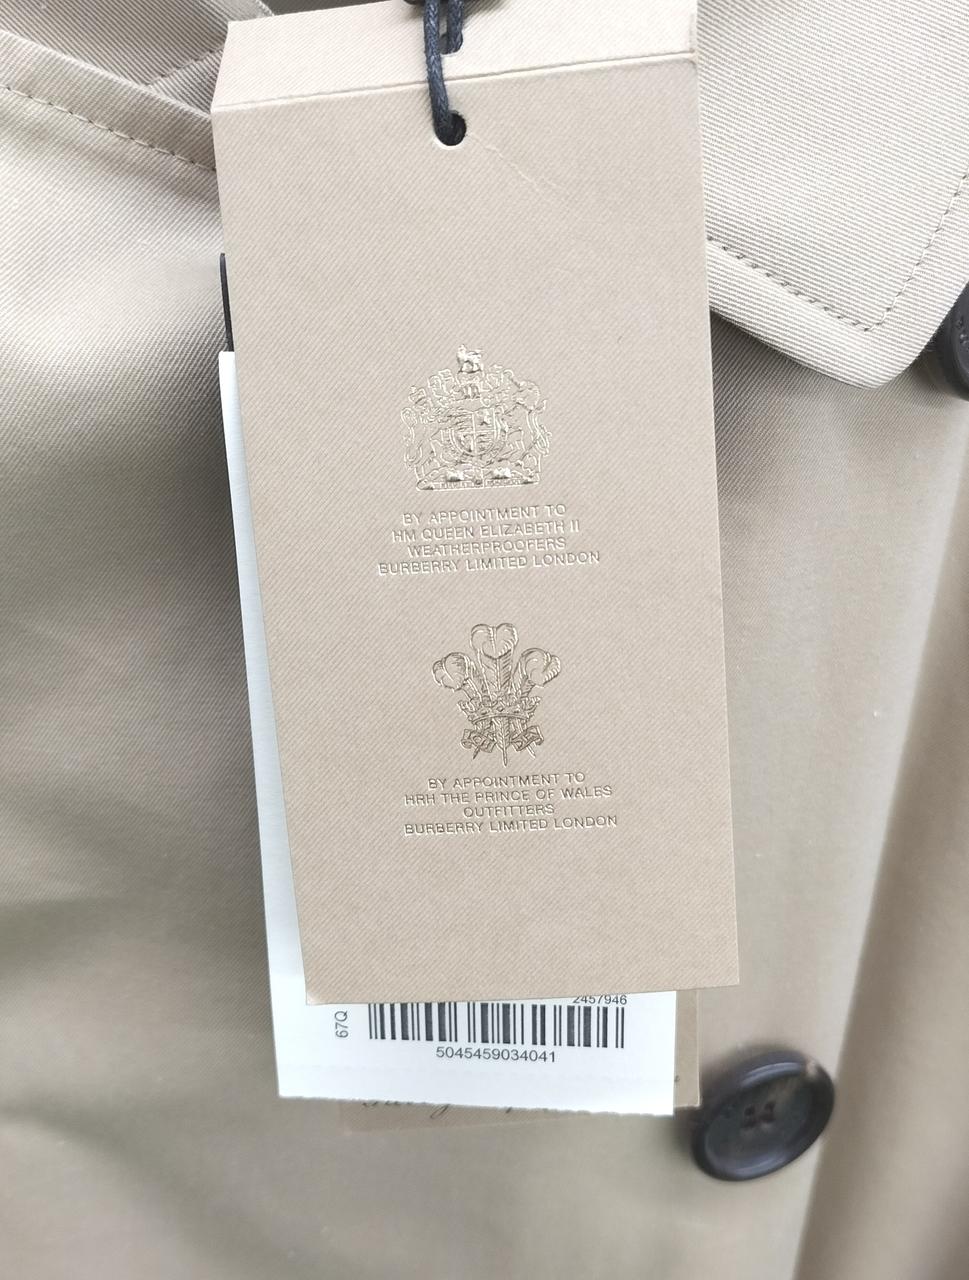 BY APPOINTMENT TO
HM QUEEN ELIZABETH II
WEATHERPROOFERS
BURBERRY LIMITED LONDON
BY APPOINTMENT TO
HRH THE PRINCE OF WALES
OUTFITTERS
BURBERRY LIMITED LONDON
2457946
67Q
5045459034041